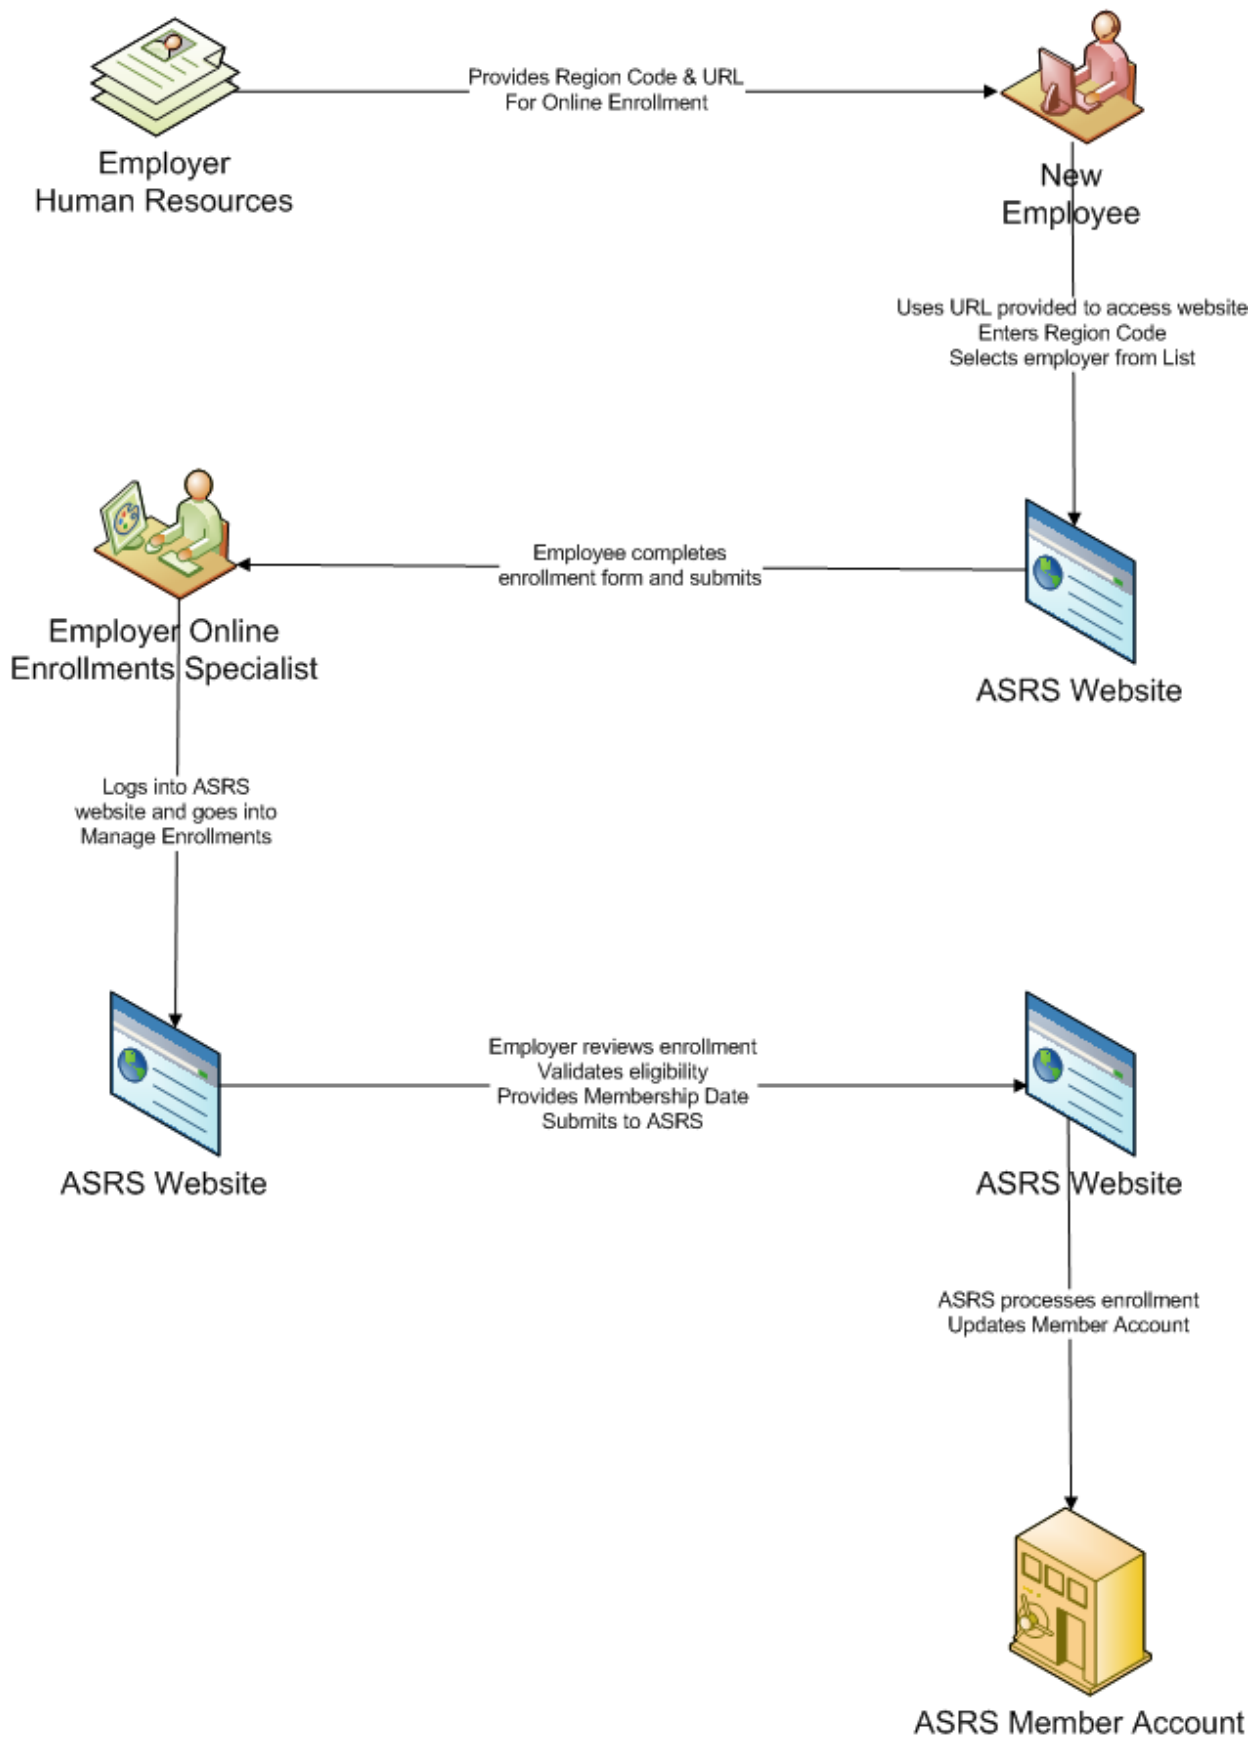 Provides Region Code & URL
For Online Enrollment
Employer
Human Resources
New
Employee
Uses URL provided to access website
Enters Region Code
Selects employer from List
Employee completes
enrollment form and submits
Employer Online
Enrollments Specialist
ASRS Website
Logs into ASRS
website and goes into
Manage Enrollments
Employer reviews enrollment
Validates eligibility
Provides Membership Date
Submits to ASRS
ASRS Website
ASRS Website
ASRS processes enrollment
Updates Member Account
ASRS Member Account